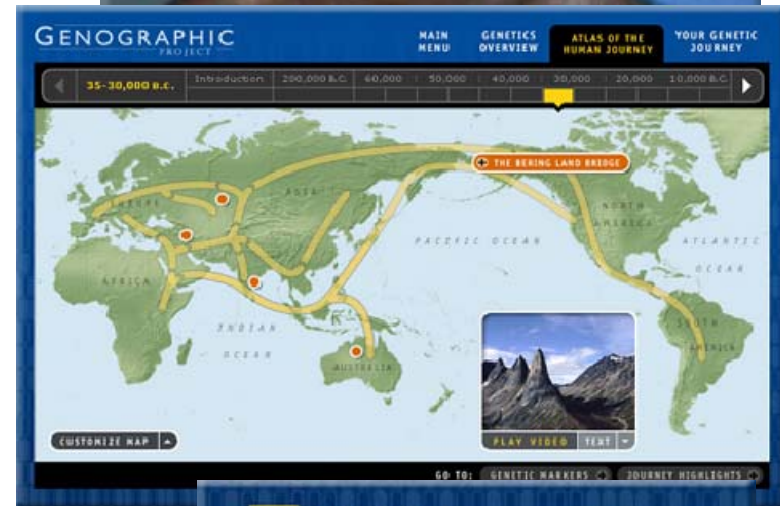 GENOGRAPHIC
PROJECT
MAIN MENU
GENETICS OVERVIEW
ATLAS OF THE HUMAN JOURNEY
YOUR GENETIC JOURNEY
35-30,000 B.C.
Introduction 200,000 B.C. 60,000 50,000 40,000 30,000 20,000 10,000 B.C.
THE BERING LAND BRIDGE
EUROPE
ASIA
NORTH AMERICA
PACIFIC OCEAN
ATLANTIC OCEAN
AFRICA
INDIAN OCEAN
SOUTH AMERICA
AUSTRALIA
CUSTOMIZE MAP
PLAY VIDEO TEXT
GO TO: GENETIC MARKERS JOURNEY HIGHLIGHTS